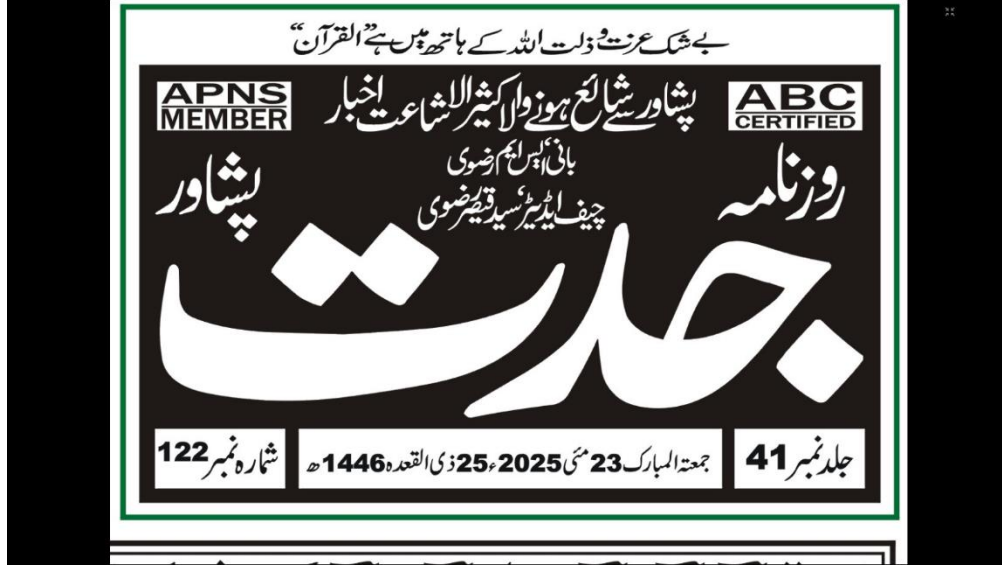 بے شک عزت و ذلت اللہ کے ہاتھ میں ہے ”القرآن“
ABC CERTIFIED
پشاور سے شائع ہونے والا کثیر الاشاعت اخبار
APNS MEMBER
روزنامہ
بانی ’ایس ایم رضوی
پشاور
چیف ایڈیٹر‘ سید قیصر رضوی
جدت
جلد نمبر 41
جمعتہ المبارک 23 مئی 2025ء 25 ذی القعدہ 1446ھ
شمارہ نمبر 122